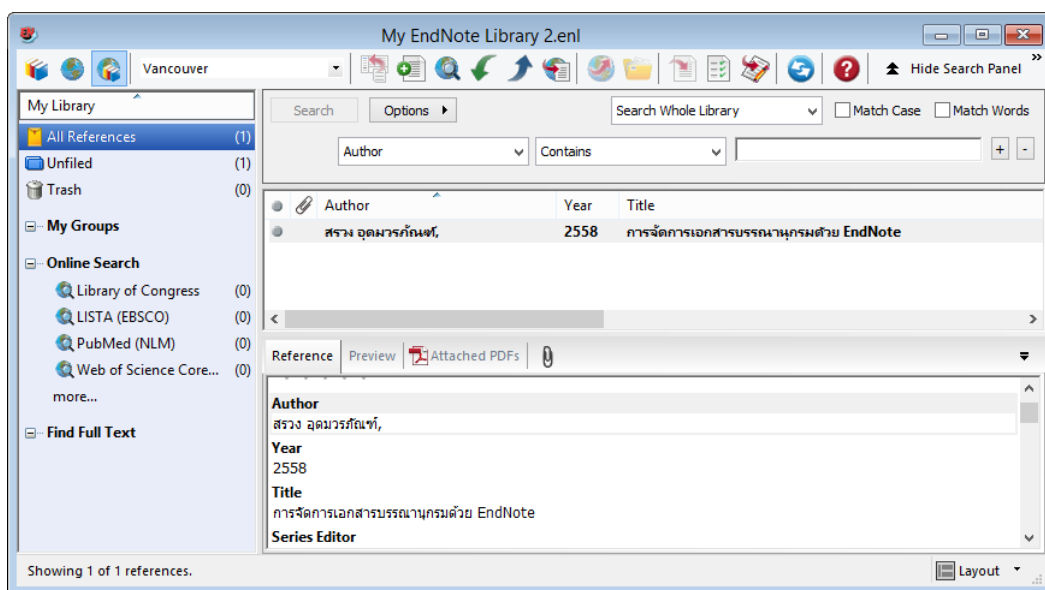 My EndNote Library 2.enl
Vancouver
Hide Search Panel »
My Library
All References (1)
Unfiled (1)
Trash (0)
My Groups
Online Search
Library of Congress (0)
LISTA (EBSCO) (0)
PubMed (NLM) (0)
Web of Science Core... (0)
more...
Find Full Text
Search Options Search Whole Library Match Case Match Words
Author Contains + -
Author Year Title
สรวง อุดมวรภัณฑ์, 2558 การจัดการเอกสารบรรณานุกรมด้วย EndNote
Reference Preview Attached PDFs
Author
สรวง อุดมวรภัณฑ์,
Year
2558
Title
การจัดการเอกสารบรรณานุกรมด้วย EndNote
Series Editor
Showing 1 of 1 references. Layout